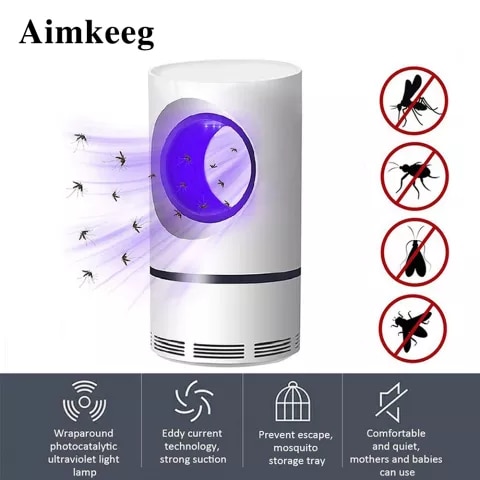 Aimkeeg
Wraparound
photocatalytic
ultraviolet light
lamp
Eddy current
technology,
strong suction
Prevent escape,
mosquito
storage tray
Comfortable
and quiet,
mothers and babies
can use